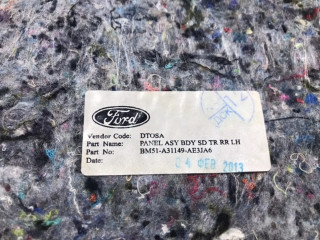 Ford
Vendor Code: DTOSA
Part Name: PANEL ASY BDY SD TR RR LH
Part No: BM51-A31149-AE3JA6
Date: 04 ФЕВ 2013